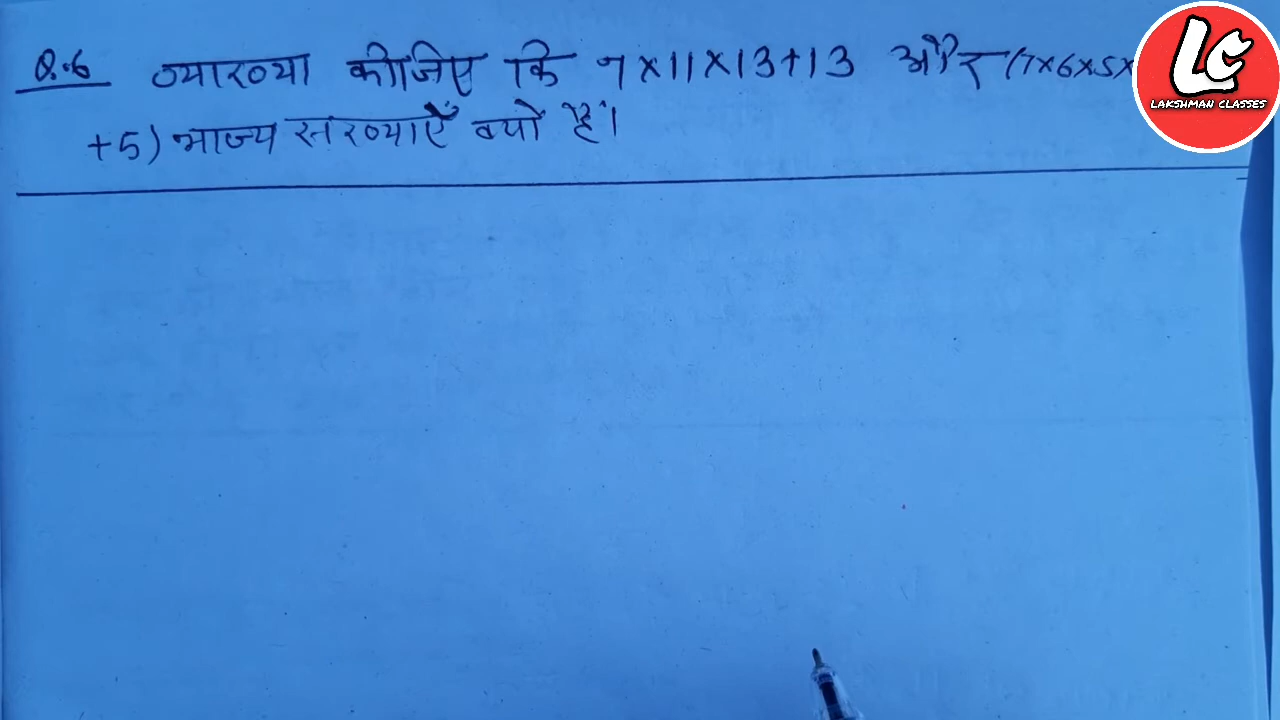 Q.6 व्याख्या कीजिए कि 7×11×13+13 और (7×6×5×
+5) भाज्य संख्याएँ क्यों हैं।
LC
LAKSHMAN CLASSES